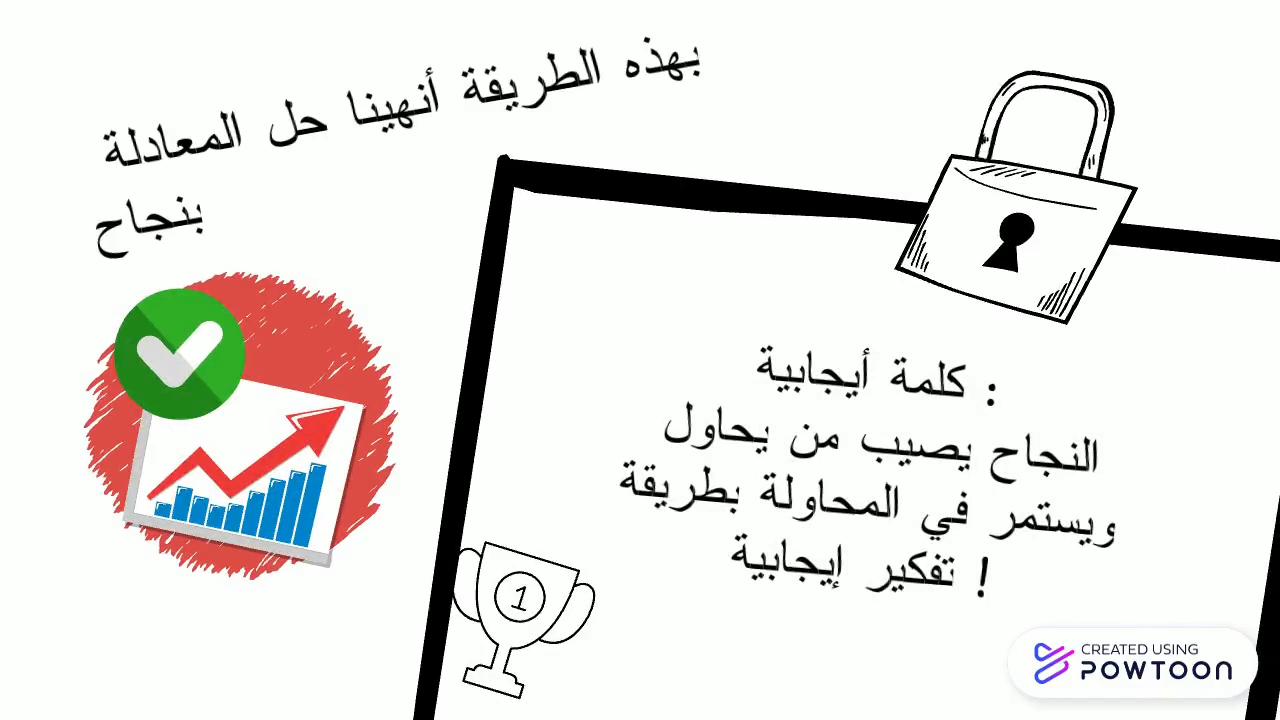 بهذه الطريقة أنهينا حل المعادلة
بنجاح
كلمة أيجابية :
النجاح يصيب من يحاول
ويستمر في المحاولة بطريقة
تفكير إيجابية !
1
CREATED USING
POWTOON